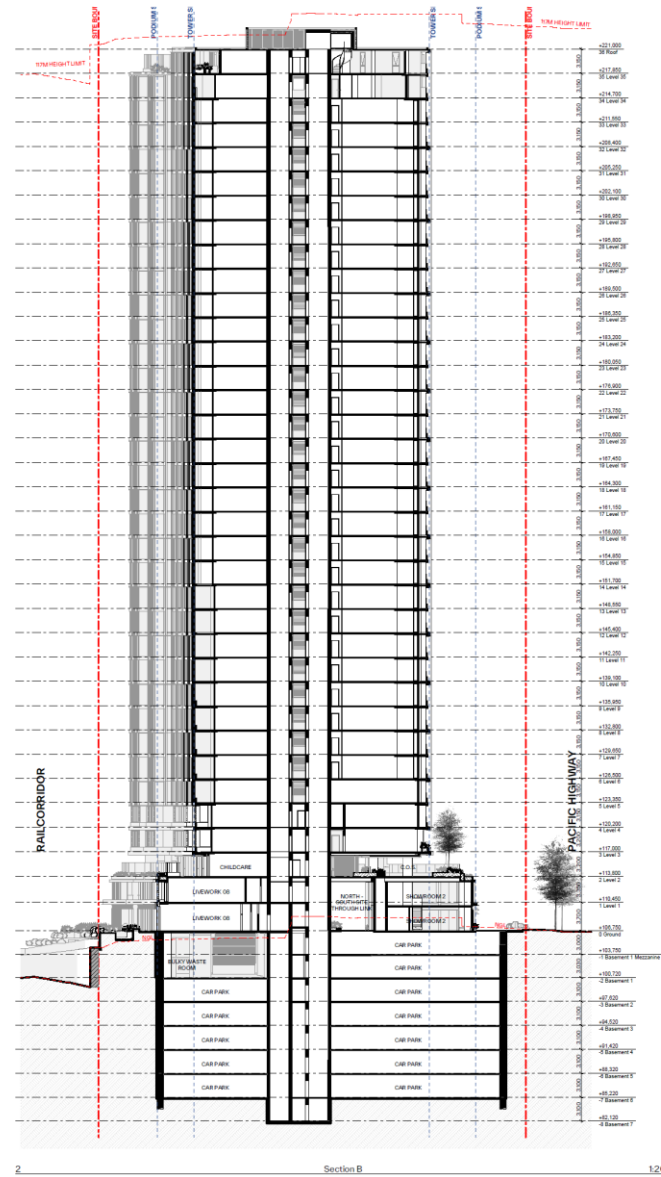 SITE BOUI
PODIUM 1
TOWER S
TOWER S
PODIUM 1
SITE BOUI
117M HEIGHT LIMIT
117M HEIGHT LIMIT
+221,000
36 Roof
+217,850
35 Level 35
+214,700
34 Level 34
+211,550
33 Level 33
+208,400
32 Level 32
+205,250
31 Level 31
+202,100
30 Level 30
+198,950
29 Level 29
+195,800
28 Level 28
+192,650
27 Level 27
+189,500
26 Level 26
+186,350
25 Level 25
+183,200
24 Level 24
+180,050
23 Level 23
+176,900
22 Level 22
+173,750
21 Level 21
+170,600
20 Level 20
+167,450
19 Level 19
+164,300
18 Level 18
+161,150
17 Level 17
+158,000
16 Level 16
+154,850
15 Level 15
+151,700
14 Level 14
+148,550
13 Level 13
+145,400
12 Level 12
+142,250
11 Level 11
+139,100
10 Level 10
+135,950
9 Level 9
+132,800
8 Level 8
+129,650
7 Level 7
+126,500
6 Level 6
+123,350
5 Level 5
+120,200
4 Level 4
+117,000
3 Level 3
+113,600
2 Level 2
+110,450
1 Level 1
+106,750
0 Ground
+103,750
-1 Basement 1 Mezzanine
+100,720
-2 Basement 1
+97,620
-3 Basement 2
+94,520
-4 Basement 3
+91,420
-5 Basement 4
+88,320
-6 Basement 5
+85,220
-7 Basement 6
+82,120
-8 Basement 7
RAILCORRIDOR
PACIFIC HIGHWAY
CHILDCARE
C.O.S
LIVEWORK 08
LIVEWORK 08
NORTH -
SOUTH SITE
THROUGH LINK
SHOWROOM 2
SHOWROOM 2
BULKY WASTE
ROOM
CAR PARK
CAR PARK
CAR PARK
CAR PARK
CAR PARK
CAR PARK
CAR PARK
CAR PARK
CAR PARK
CAR PARK
CAR PARK
CAR PARK
2
Section B